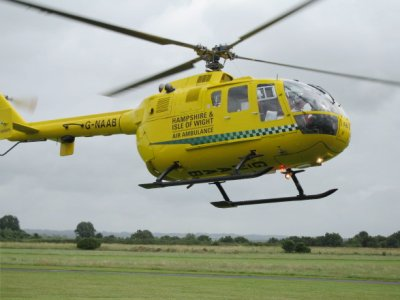 G-NAAB
HAMPSHIRE &
ISLE OF WIGHT
AIR AMBULANCE